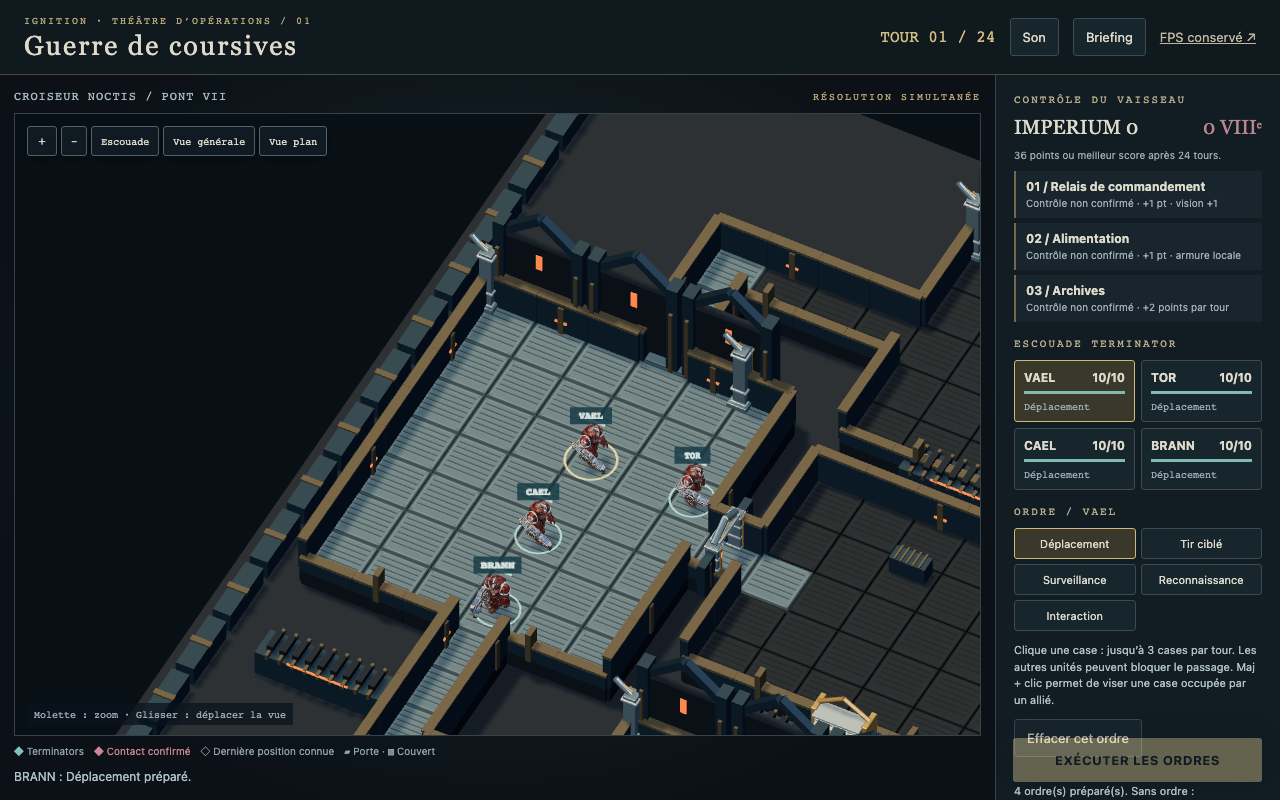 IGNITION · THÉÂTRE D’OPÉRATIONS / 01
Guerre de coursives
TOUR 01 / 24
Son
Briefing
FPS conservé ↗
CROISEUR NOCTIS / PONT VII
RÉSOLUTION SIMULTANÉE
+
−
Escouade
Vue générale
Vue plan
VAEL
TOR
CAEL
BRANN
Molette : zoom · Glisser : déplacer la vue
Terminators
Contact confirmé
Dernière position connue
Porte · Couvert
BRANN : Déplacement préparé.
CONTRÔLE DU VAISSEAU
IMPERIUM 0
0 VIIIᵉ
36 points ou meilleur score après 24 tours.
01 / Relais de commandement
Contrôle non confirmé · +1 pt · vision +1
02 / Alimentation
Contrôle non confirmé · +1 pt · armure locale
03 / Archives
Contrôle non confirmé · +2 points par tour
ESCOUADE TERMINATOR
VAEL 10/10
Déplacement
TOR 10/10
Déplacement
CAEL 10/10
Déplacement
BRANN 10/10
Déplacement
ORDRE / VAEL
Déplacement
Tir ciblé
Surveillance
Reconnaissance
Interaction
Clique une case : jusqu’à 3 cases par tour. Les
autres unités peuvent bloquer le passage. Maj
+ clic permet de viser une case occupée par
un allié.
Effacer cet ordre
EXÉCUTER LES ORDRES
4 ordre(s) préparé(s). Sans ordre :